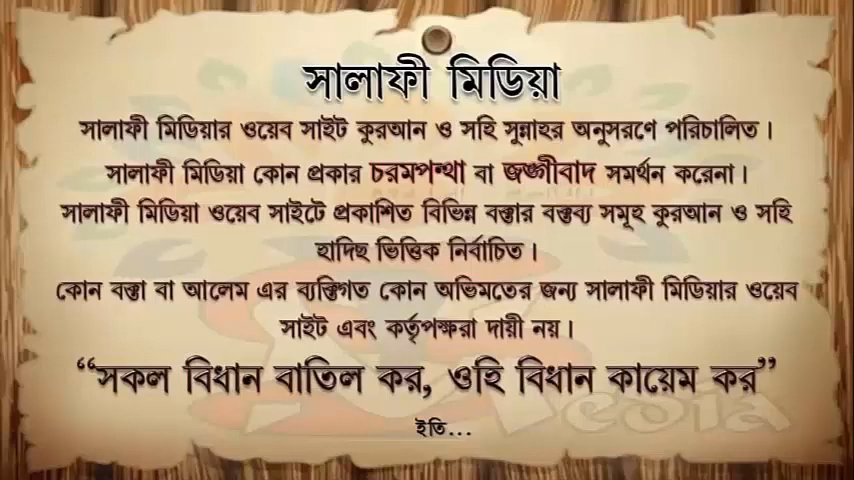 সালাফী মিডিয়া
সালাফী মিডিয়ার ওয়েব সাইট কুরআন ও সহি সুন্নাহর অনুসরণে পরিচালিত।
সালাফী মিডিয়া কোন প্রকার চরমপন্থা বা জঙ্গীবাদ সমর্থন করেনা।
সালাফী মিডিয়া ওয়েব সাইটে প্রকাশিত বিভিন্ন বক্তার বক্তব্য সমূহ কুরআন ও সহি
হাদিছ ভিত্তিক নির্বাচিত।
কোন বক্তা বা আলেম এর ব্যক্তিগত কোন অভিমতের জন্য সালাফী মিডিয়ার ওয়েব
সাইট এবং কর্তৃপক্ষরা দায়ী নয়।
“সকল বিধান বাতিল কর, ওহি বিধান কায়েম কর”
ইতি...